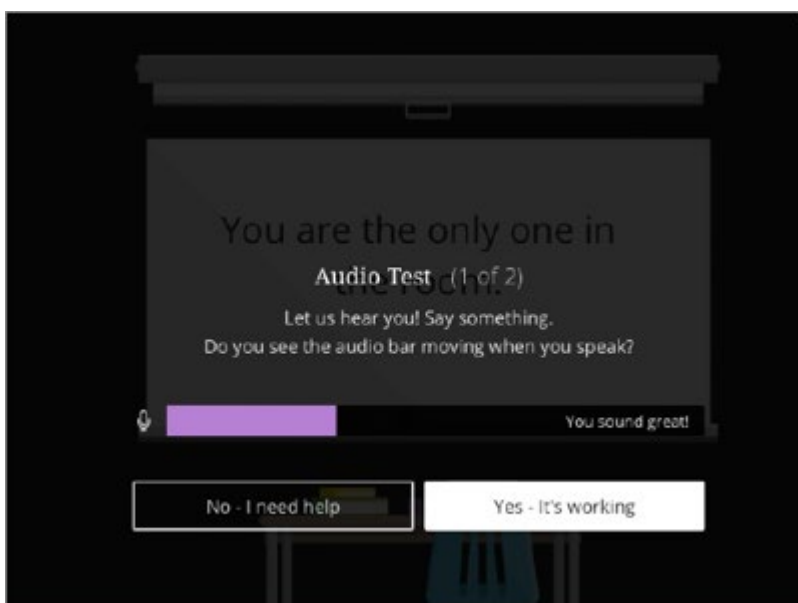 You are the only one in
the room.
Audio Test (1 of 2)
Let us hear you! Say something.
Do you see the audio bar moving when you speak?
You sound great!
No - I need help
Yes - It's working